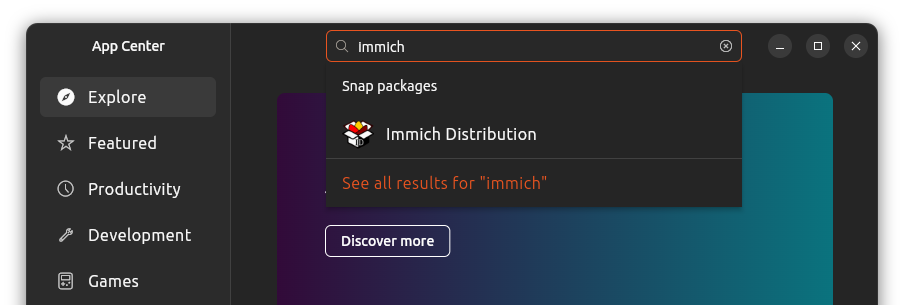 App Center
immich
Explore
Snap packages
Immich Distribution
Featured
Productivity
See all results for "immich"
Development
Discover more
Games